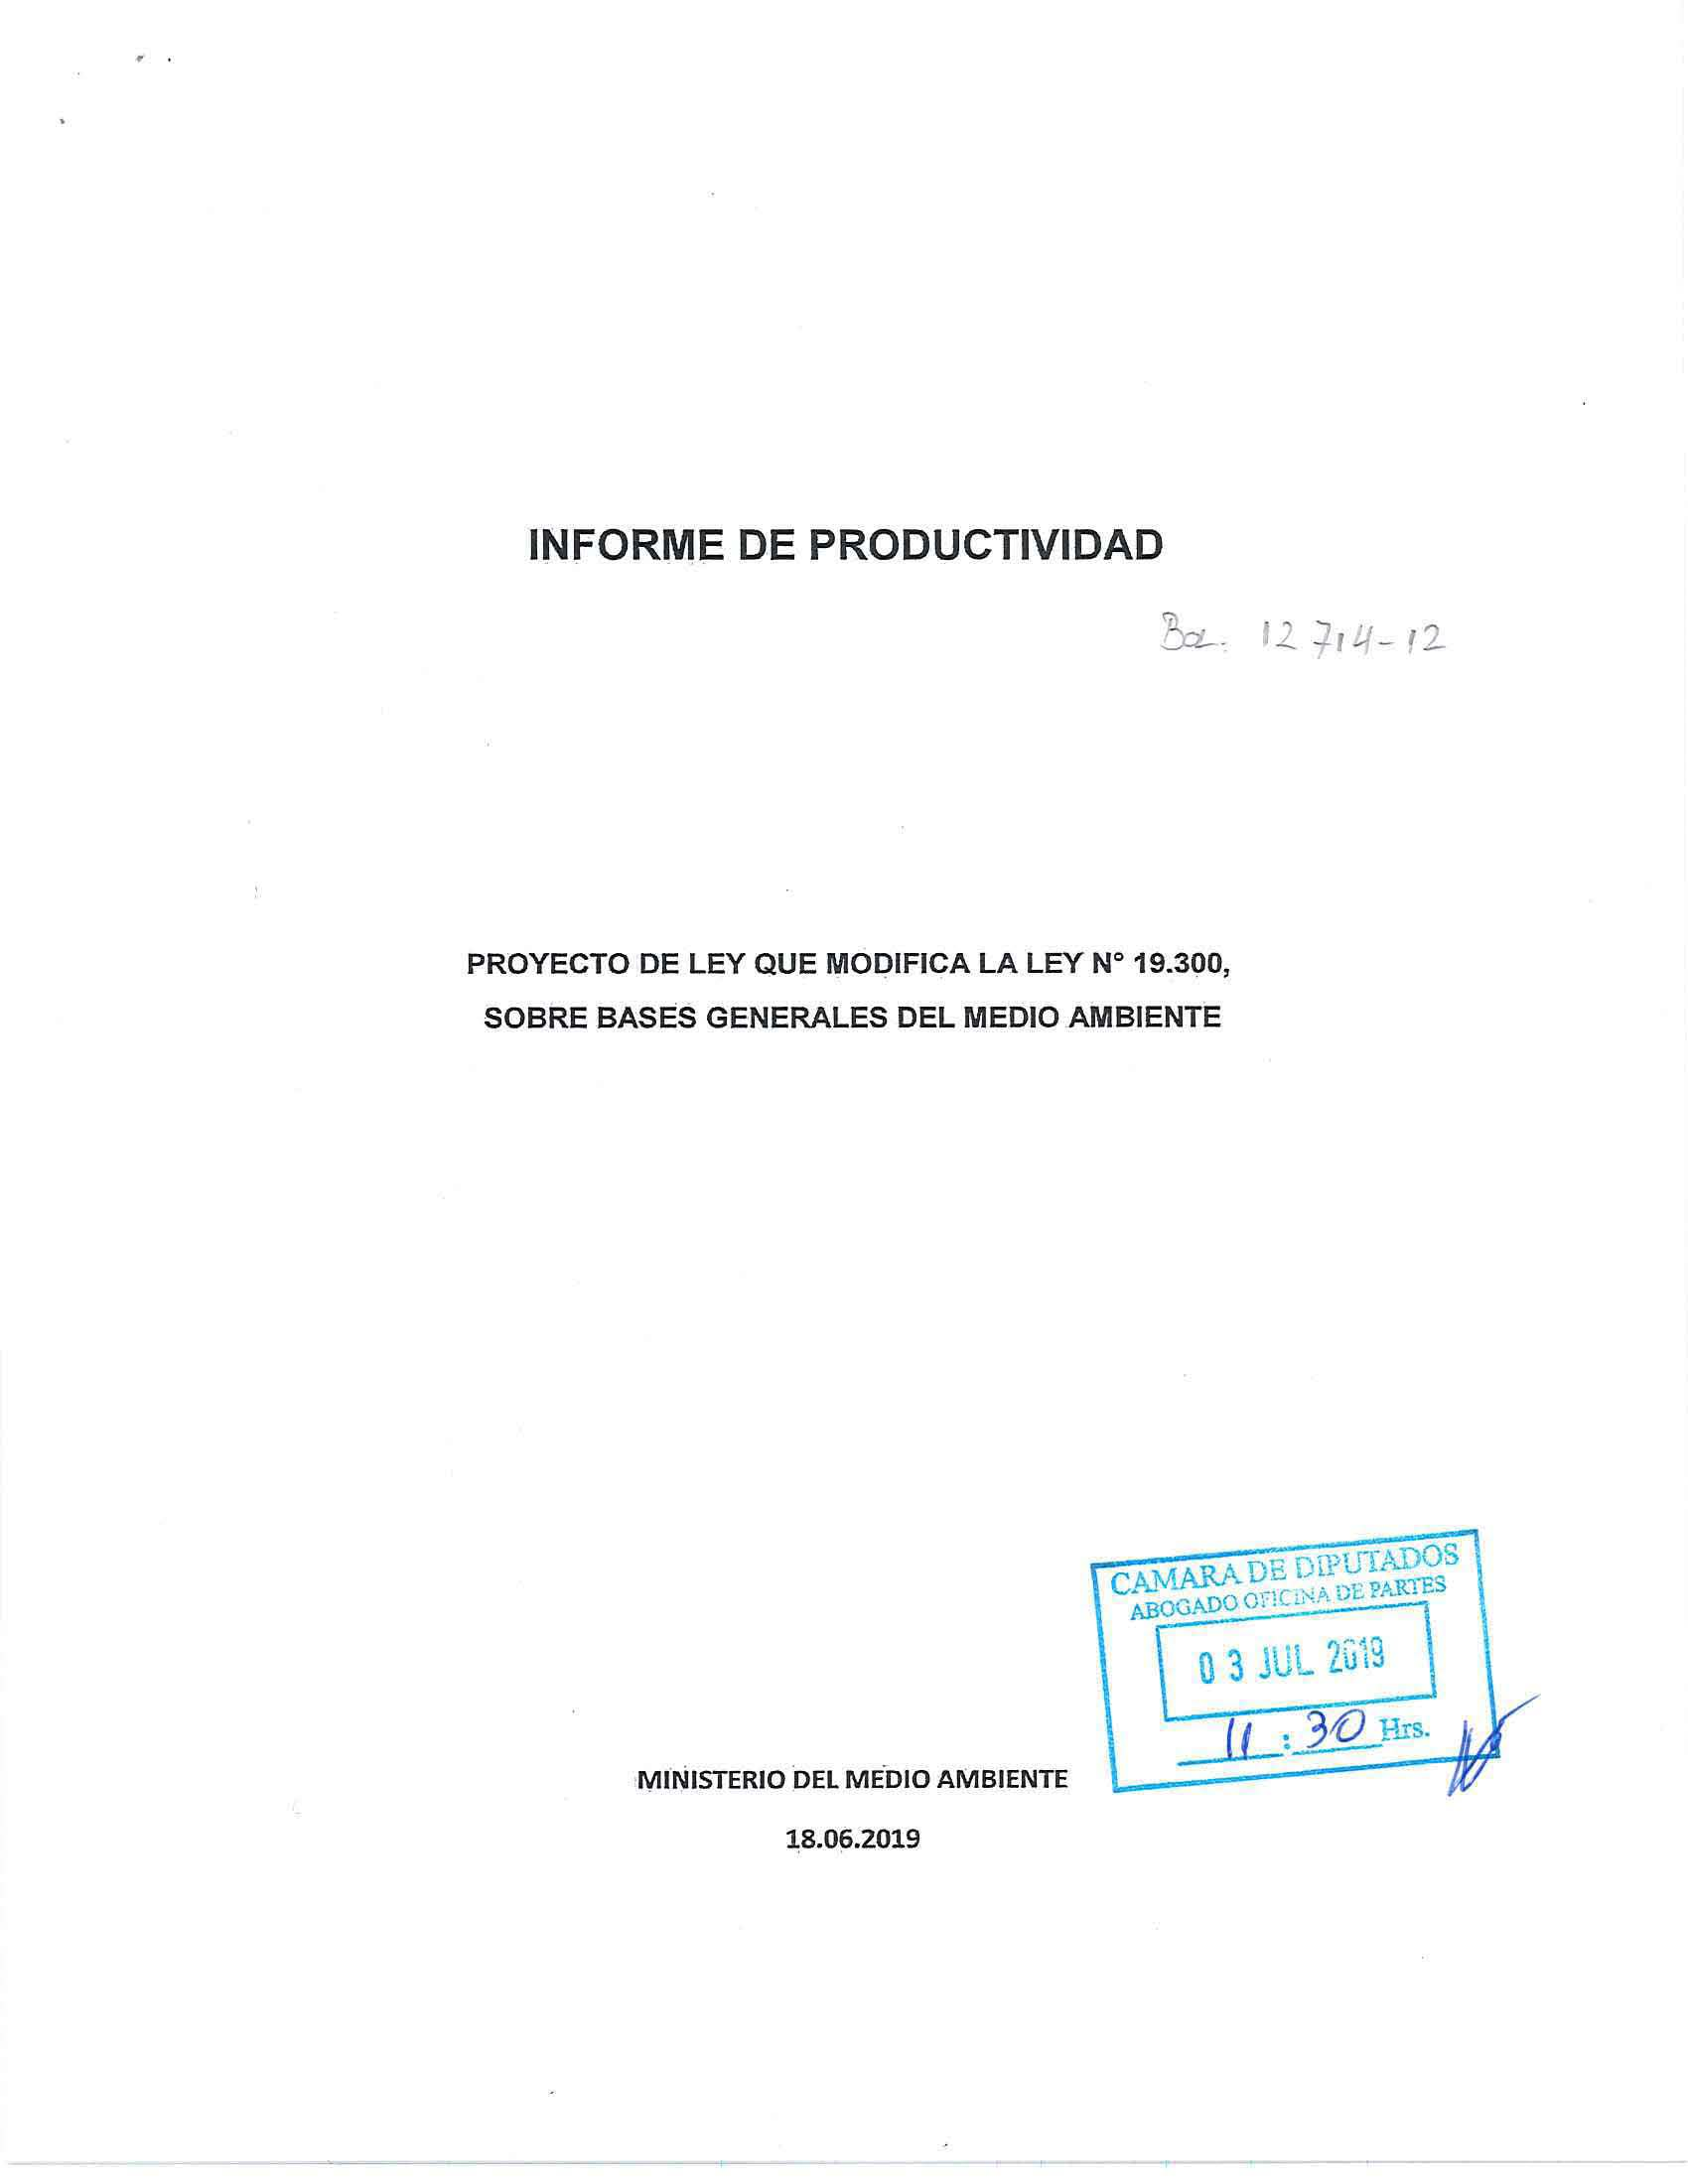 INFORME DE PRODUCTIVIDAD
Bol. 12 714-12
PROYECTO DE LEY QUE MODIFICA LA LEY N° 19.300,
SOBRE BASES GENERALES DEL MEDIO AMBIENTE
CAMARA DE DIPUTADOS
ABOGADO OFICINA DE PARTES
03 JUL 2019
11 : 30 Hrs.
MINISTERIO DEL MEDIO AMBIENTE
18.06.2019